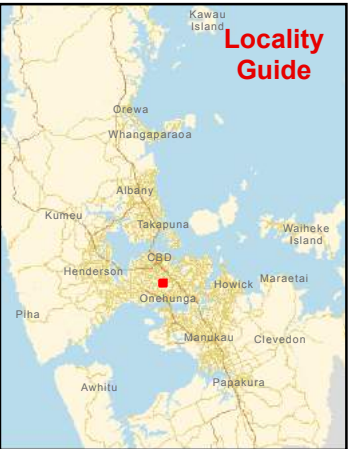 Kawau
Island
Locality
Guide
Orewa
Whangaparaoa
Albany
Kumeu
Takapuna
Waiheke
Island
CBD
Henderson
Howick
Maraetai
Onehunga
Piha
Manukau
Clevedon
Papakura
Awhitu